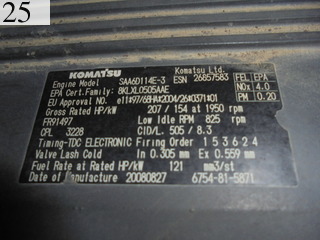 25
KOMATSU Komatsu Ltd.
Engine Model SAA6D114E-3 ESN 26857583
EPA Cert.Family: 8KLXL0505AAE FEL EPA
EU Approval NO. e11*97/68HA*2004/26*0371*01 NOx 4.0
Gross Rated HP/kW 207 / 154 at 1950 RPM PM 0.20
FR91497 Low Idle RPM 825 rpm
CPL 3228 CID/L. 505 / 8.3
Timing-TDC ELECTRONIC Firing Order 1 5 3 6 2 4
Valve Lash Cold In 0.305 mm Ex 0.559 mm
Fuel Rate at Rated HP/kW 121 mm3/st
Date of Manufacture 20080827 6754-81-5871